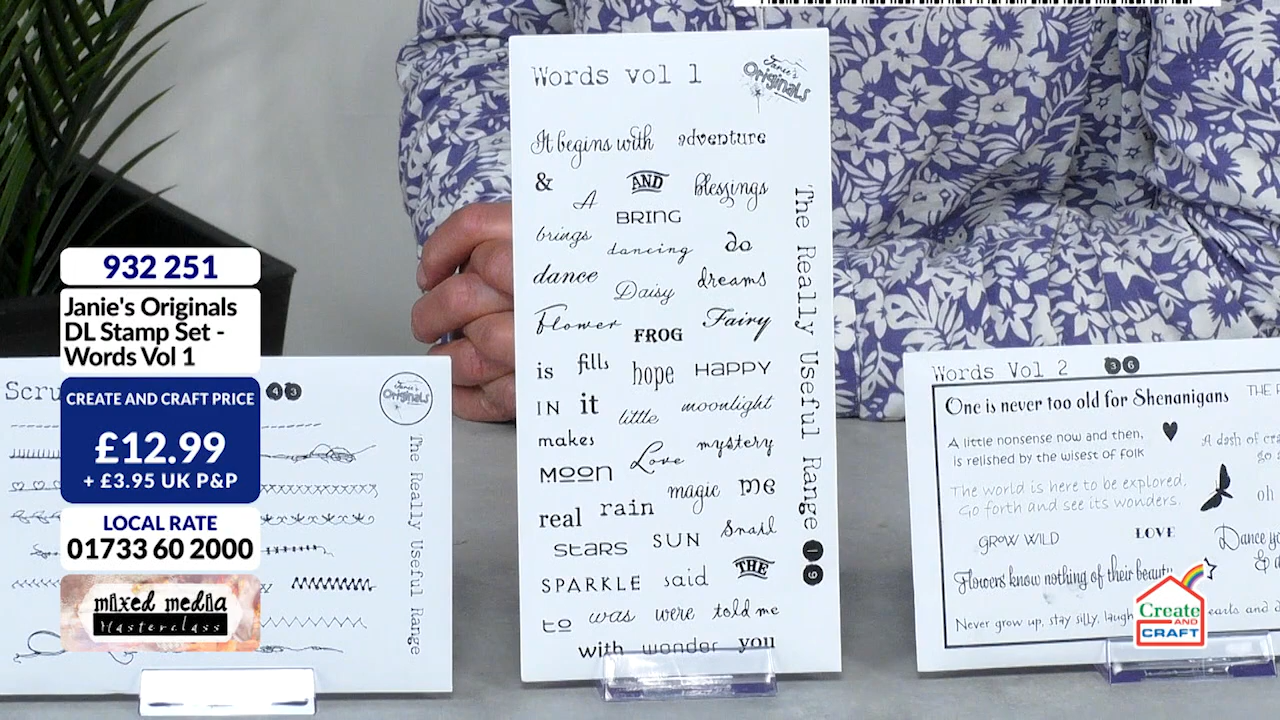 932 251
Janie's Originals
DL Stamp Set -
Words Vol 1
CREATE AND CRAFT PRICE
£12.99
+ £3.95 UK P&P
LOCAL RATE
01733 60 2000
mixed media
Masterclass
Scru
43
Janie's
Originals
The Really Useful Range
Words vol 1
Janie's
Originals
It begins with adventure
& A AND blessings
BRING
brings dancing do
dance Daisy dreams
flower FROG Fairy
is fills hope HAPPY
IN it little moonlight
makes Love mystery
MOON magic me
real rain Snail
STARS SUN
SPARKLE said THE
to was were told me
with wonder you
The Really Useful Range 19
Words Vol 2 36
One is never too old for Shenanigans THE
A little nonsense now and then,
is relished by the wisest of folk
A dash of
The world is here to be explored.
Go forth and see its wonders.
oh
GROW WILD LOVE Dance
&
Flowers know nothing of their beauty
Never grow up, stay silly, laugh
and
Create
AND
CRAFT